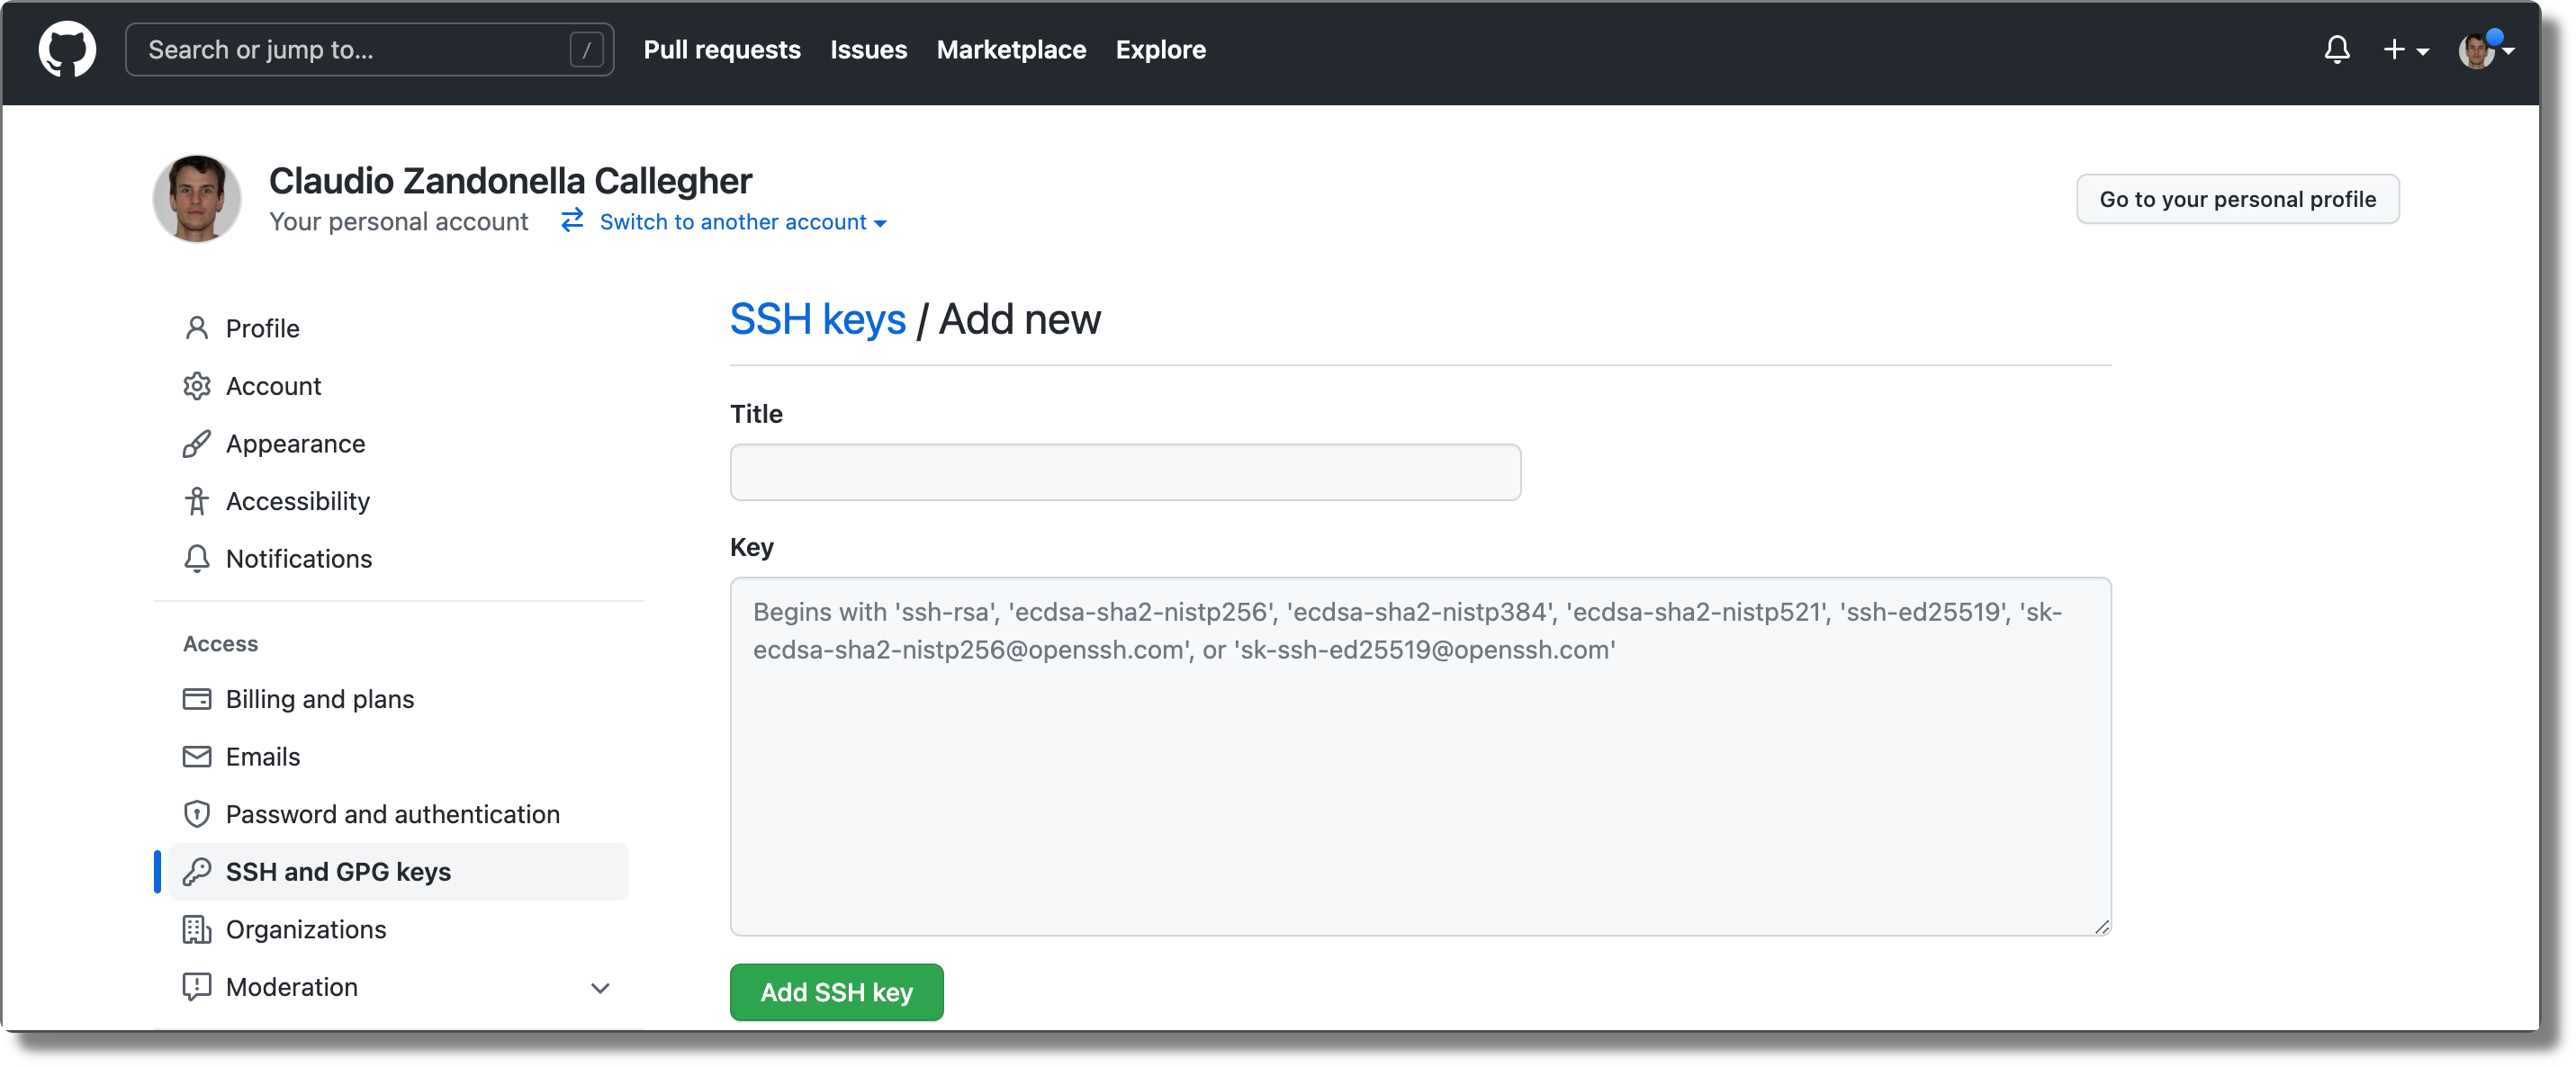 Search or jump to... /
Pull requests Issues Marketplace Explore
Claudio Zandonella Callegher
Your personal account Switch to another account
Go to your personal profile
Profile
Account
Appearance
Accessibility
Notifications
Access
Billing and plans
Emails
Password and authentication
SSH and GPG keys
Organizations
Moderation
SSH keys / Add new
Title
Key
Begins with 'ssh-rsa', 'ecdsa-sha2-nistp256', 'ecdsa-sha2-nistp384', 'ecdsa-sha2-nistp521', 'ssh-ed25519', 'sk-
ecdsa-sha2-nistp256@openssh.com', or 'sk-ssh-ed25519@openssh.com'
Add SSH key